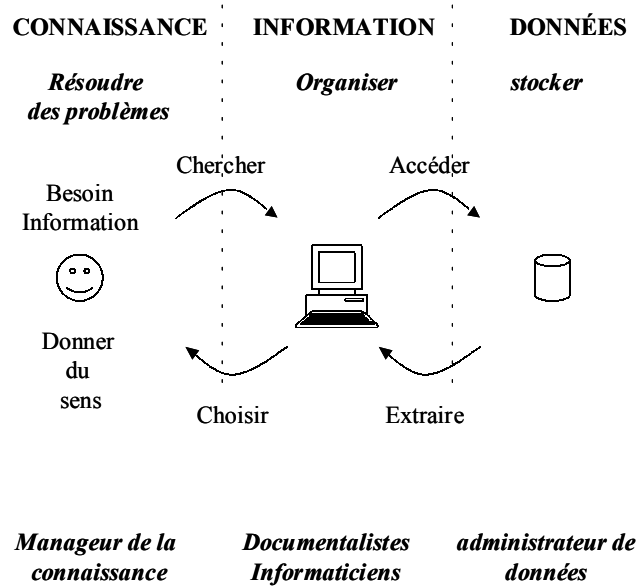 CONNAISSANCE
INFORMATION
DONNÉES
Résoudre
des problèmes
Organiser
stocker
Chercher
Accéder
Besoin
Information
Donner
du
sens
Choisir
Extraire
Manageur de la
connaissance
Documentalistes
Informaticiens
administrateur de
données